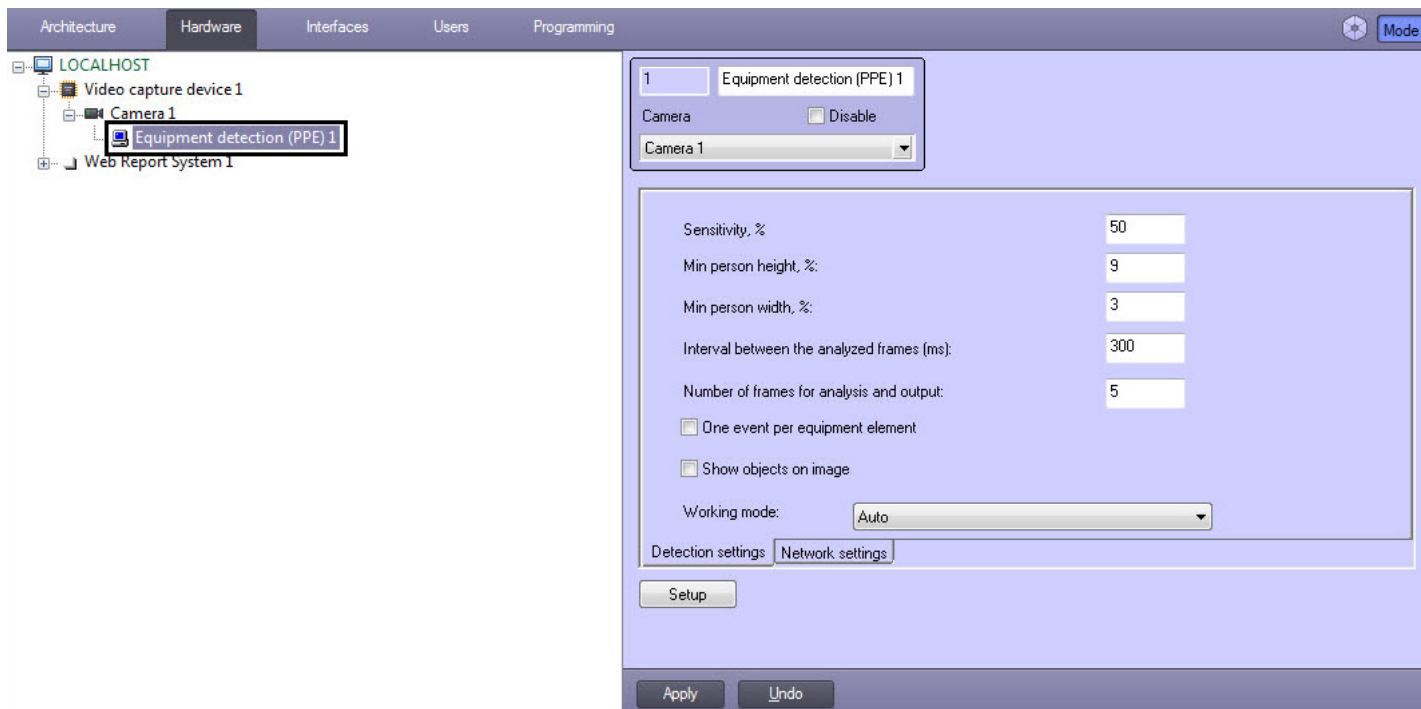 Architecture Hardware Interfaces Users Programming Mode
LOCALHOST
Video capture device 1
Camera 1
Equipment detection (PPE) 1
Web Report System 1
1 Equipment detection (PPE) 1
Camera Disable
Camera 1
Sensitivity, % 50
Min person height, %: 9
Min person width, %: 3
Interval between the analyzed frames (ms): 300
Number of frames for analysis and output: 5
One event per equipment element
Show objects on image
Working mode: Auto
Detection settings Network settings
Setup
Apply Undo